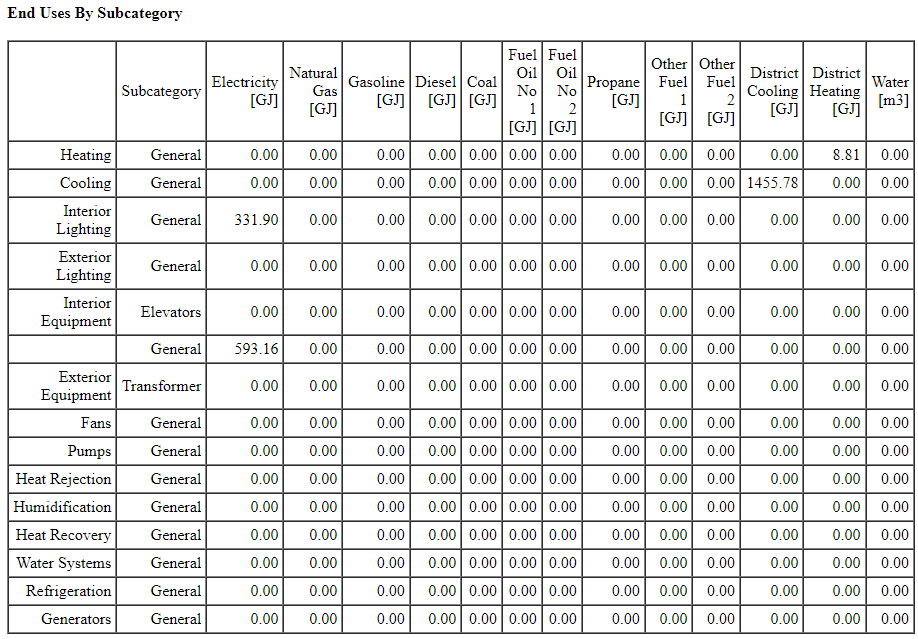 End Uses By Subcategory
Subcategory Electricity [GJ] Natural Gas [GJ] Gasoline [GJ] Diesel [GJ] Coal [GJ] Fuel Oil No 1 [GJ] Fuel Oil No 2 [GJ] Propane [GJ] Other Fuel 1 [GJ] Other Fuel 2 [GJ] District Cooling [GJ] District Heating [GJ] Water [m3]
Heating General 0.00 0.00 0.00 0.00 0.00 0.00 0.00 0.00 0.00 0.00 0.00 8.81 0.00
Cooling General 0.00 0.00 0.00 0.00 0.00 0.00 0.00 0.00 0.00 0.00 1455.78 0.00 0.00
Interior Lighting General 331.90 0.00 0.00 0.00 0.00 0.00 0.00 0.00 0.00 0.00 0.00 0.00 0.00
Exterior Lighting General 0.00 0.00 0.00 0.00 0.00 0.00 0.00 0.00 0.00 0.00 0.00 0.00 0.00
Interior Equipment Elevators 0.00 0.00 0.00 0.00 0.00 0.00 0.00 0.00 0.00 0.00 0.00 0.00 0.00
General 593.16 0.00 0.00 0.00 0.00 0.00 0.00 0.00 0.00 0.00 0.00 0.00 0.00
Exterior Equipment Transformer 0.00 0.00 0.00 0.00 0.00 0.00 0.00 0.00 0.00 0.00 0.00 0.00 0.00
Fans General 0.00 0.00 0.00 0.00 0.00 0.00 0.00 0.00 0.00 0.00 0.00 0.00 0.00
Pumps General 0.00 0.00 0.00 0.00 0.00 0.00 0.00 0.00 0.00 0.00 0.00 0.00 0.00
Heat Rejection General 0.00 0.00 0.00 0.00 0.00 0.00 0.00 0.00 0.00 0.00 0.00 0.00 0.00
Humidification General 0.00 0.00 0.00 0.00 0.00 0.00 0.00 0.00 0.00 0.00 0.00 0.00 0.00
Heat Recovery General 0.00 0.00 0.00 0.00 0.00 0.00 0.00 0.00 0.00 0.00 0.00 0.00 0.00
Water Systems General 0.00 0.00 0.00 0.00 0.00 0.00 0.00 0.00 0.00 0.00 0.00 0.00 0.00
Refrigeration General 0.00 0.00 0.00 0.00 0.00 0.00 0.00 0.00 0.00 0.00 0.00 0.00 0.00
Generators General 0.00 0.00 0.00 0.00 0.00 0.00 0.00 0.00 0.00 0.00 0.00 0.00 0.00